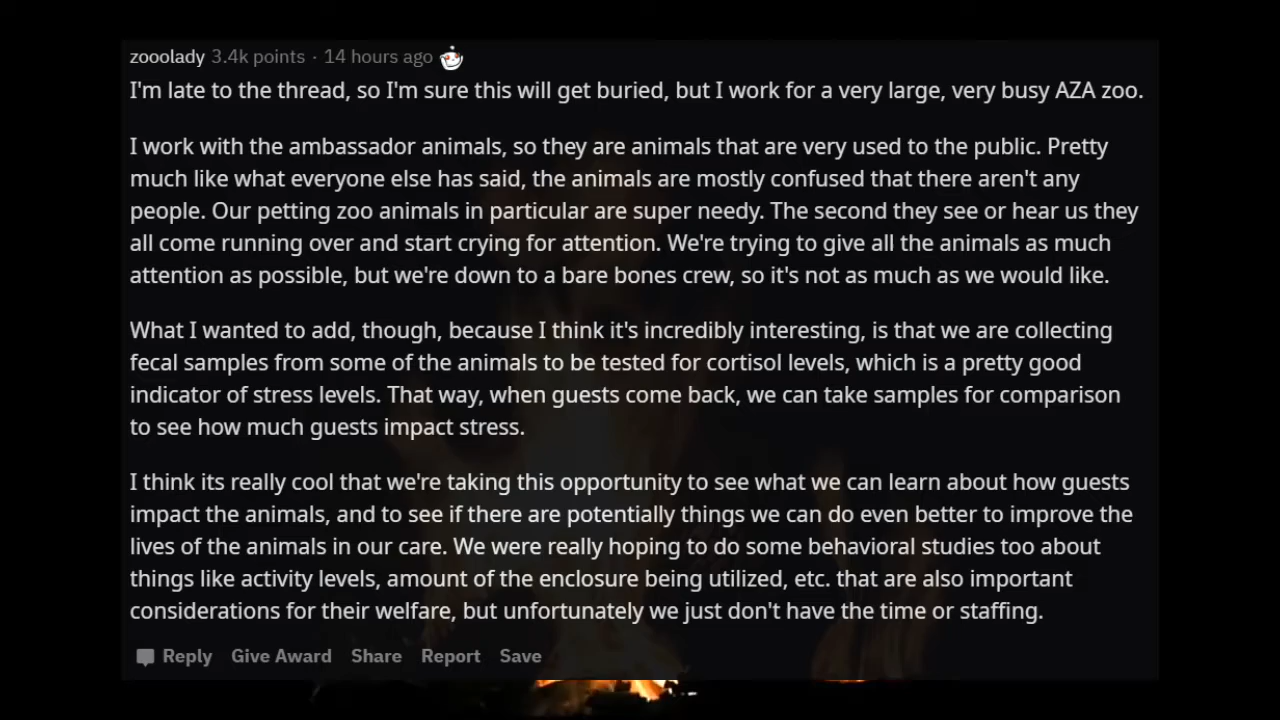 zooolady 3.4k points · 14 hours ago
I'm late to the thread, so I'm sure this will get buried, but I work for a very large, very busy AZA zoo.
I work with the ambassador animals, so they are animals that are very used to the public. Pretty
much like what everyone else has said, the animals are mostly confused that there aren't any
people. Our petting zoo animals in particular are super needy. The second they see or hear us they
all come running over and start crying for attention. We're trying to give all the animals as much
attention as possible, but we're down to a bare bones crew, so it's not as much as we would like.
What I wanted to add, though, because I think it's incredibly interesting, is that we are collecting
fecal samples from some of the animals to be tested for cortisol levels, which is a pretty good
indicator of stress levels. That way, when guests come back, we can take samples for comparison
to see how much guests impact stress.
I think its really cool that we're taking this opportunity to see what we can learn about how guests
impact the animals, and to see if there are potentially things we can do even better to improve the
lives of the animals in our care. We were really hoping to do some behavioral studies too about
things like activity levels, amount of the enclosure being utilized, etc. that are also important
considerations for their welfare, but unfortunately we just don't have the time or staffing.
Reply Give Award Share Report Save